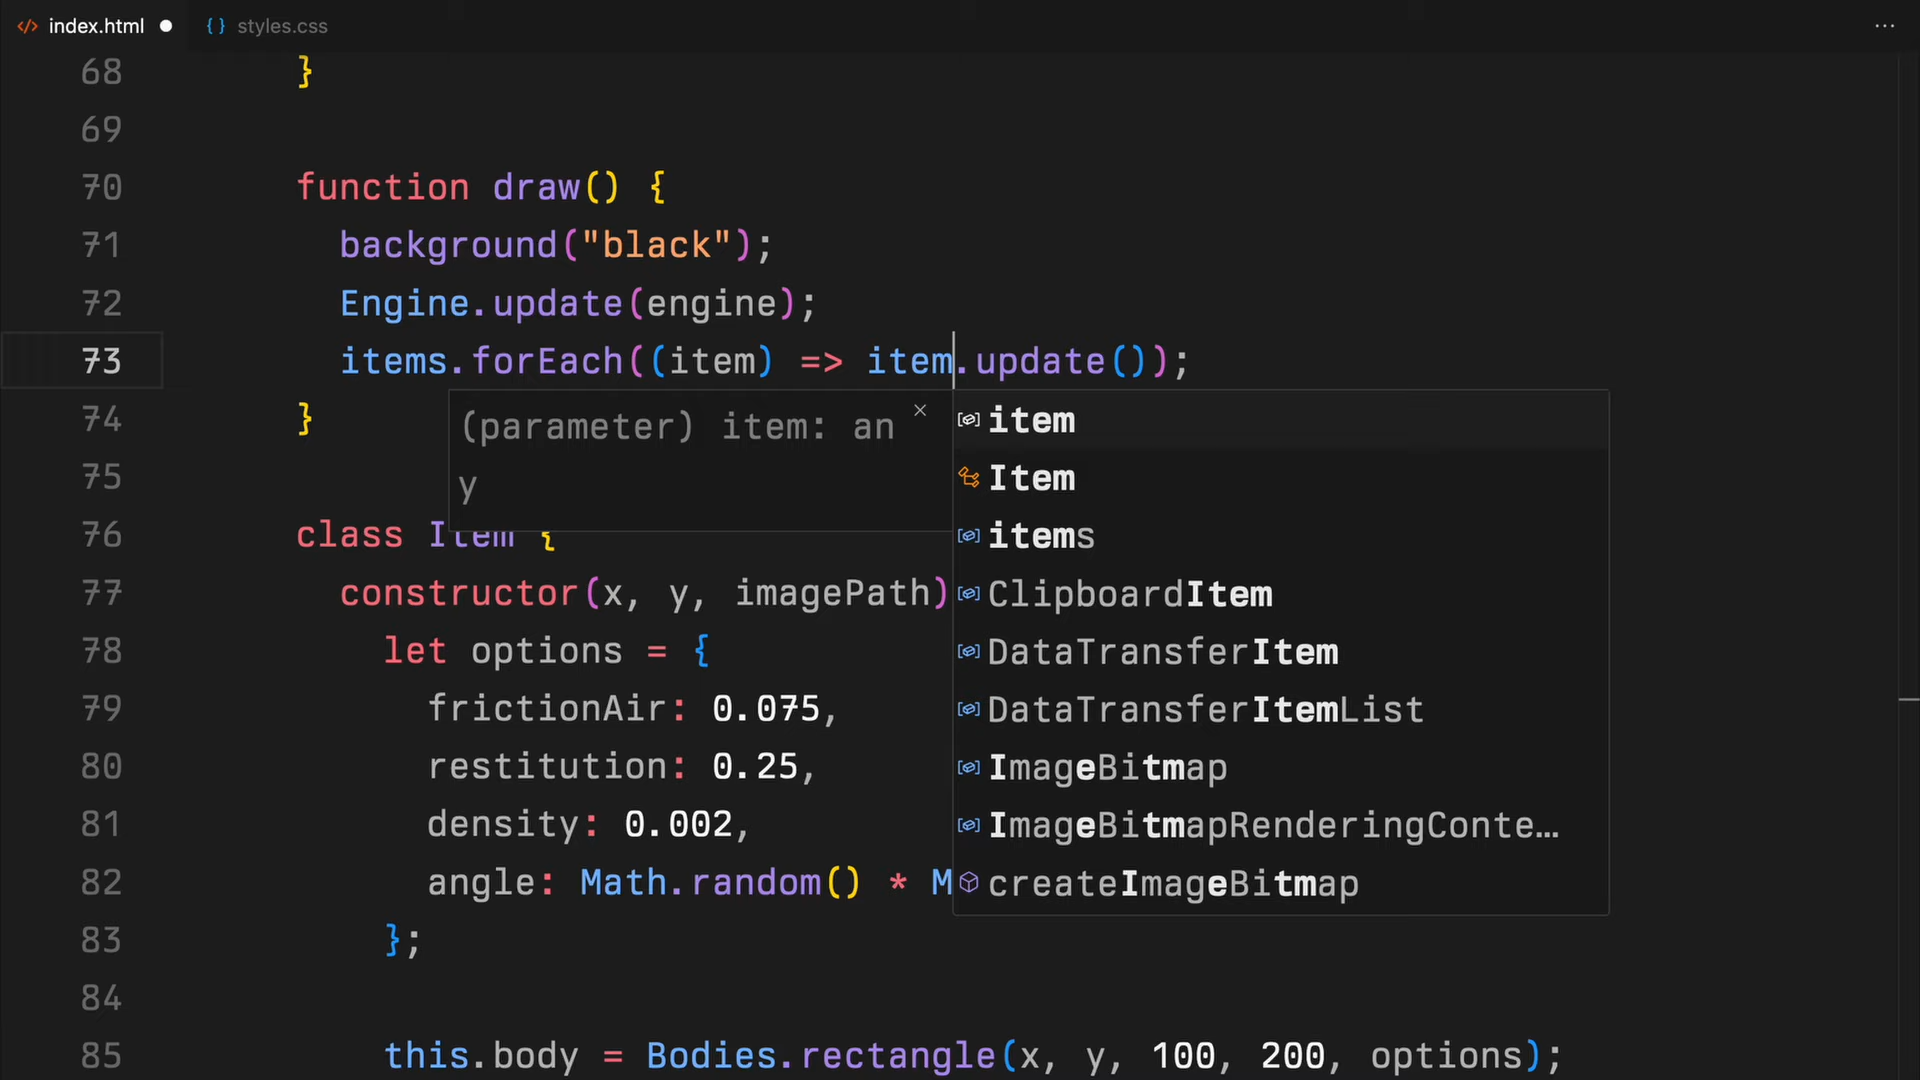 index.html
styles.css
68 }
69
70 function draw() {
71 background("black");
72 Engine.update(engine);
73 items.forEach((item) => item.update());
74 }
(parameter) item: an
y
item
Item
items
ClipboardItem
DataTransferItem
DataTransferItemList
ImageBitmap
ImageBitmapRenderingConte…
createImageBitmap
75
76 class Item {
77 constructor(x, y, imagePath)
78 let options = {
79 frictionAir: 0.075,
80 restitution: 0.25,
81 density: 0.002,
82 angle: Math.random() * M
83 };
84
85 this.body = Bodies.rectangle(x, y, 100, 200, options);